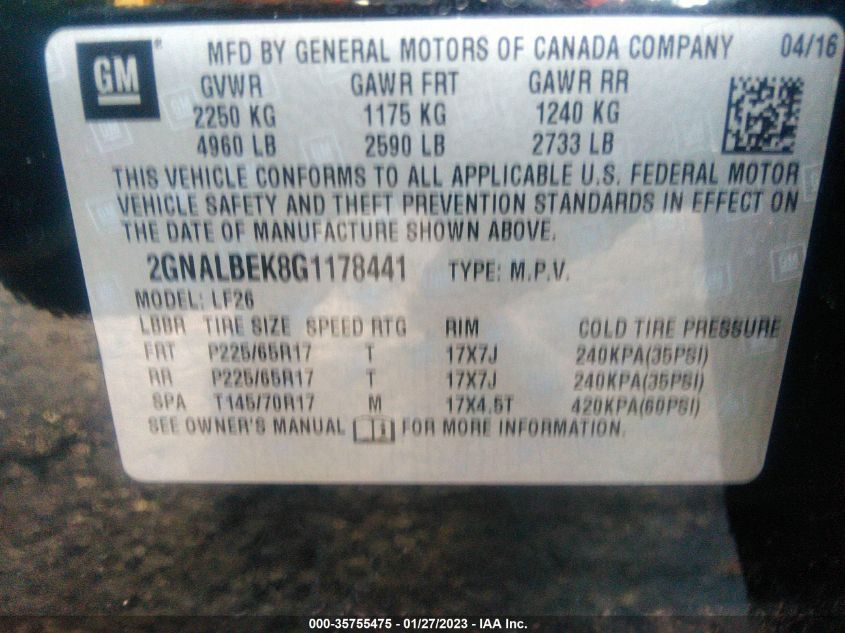 GM® MFD BY GENERAL MOTORS OF CANADA COMPANY 04/16
GVWR GAWR FRT GAWR RR
2250 KG 1175 KG 1240 KG
4960 LB 2590 LB 2733 LB
THIS VEHICLE CONFORMS TO ALL APPLICABLE U.S. FEDERAL MOTOR
VEHICLE SAFETY AND THEFT PREVENTION STANDARDS IN EFFECT ON
THE DATE OF MANUFACTURE SHOWN ABOVE.
2GNALBEK8G1178441 TYPE: M.P.V.
MODEL: LF26
LBBR TIRE SIZE SPEED RTG RIM COLD TIRE PRESSURE
FRT P225/65R17 T 17X7J 240KPA(35PSI)
RR P225/65R17 T 17X7J 240KPA(35PSI)
SPA T145/70R17 M 17X4.5T 420KPA(60PSI)
SEE OWNER'S MANUAL FOR MORE INFORMATION.
000-35755475 / 01/27/2023 - IAA Inc.